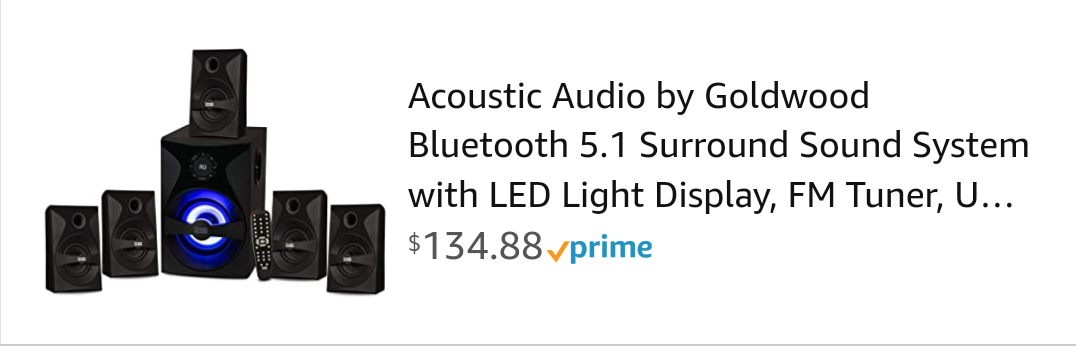 Acoustic Audio by Goldwood
Bluetooth 5.1 Surround Sound System
with LED Light Display, FM Tuner, U...
$134.88 prime